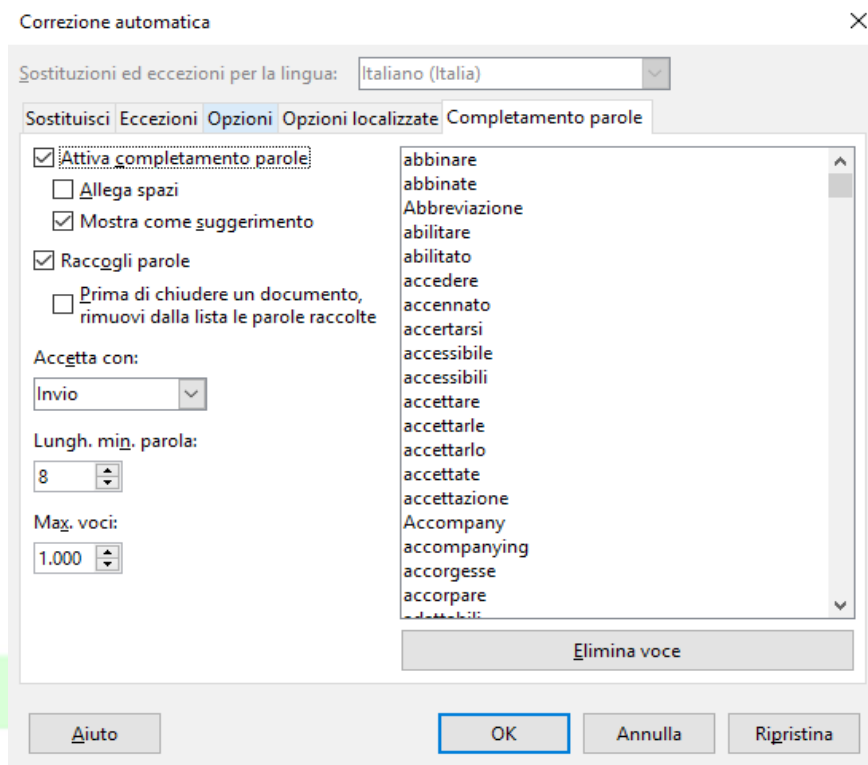 Correzione automatica
Sostituzioni ed eccezioni per la lingua: Italiano (Italia)
Sostituisci Eccezioni Opzioni Opzioni localizzate Completamento parole
Attiva completamento parole
Allega spazi
Mostra come suggerimento
Raccogli parole
Prima di chiudere un documento,
rimuovi dalla lista le parole raccolte
Accetta con:
Invio
Lungh. min. parola:
8
Max. voci:
1.000
abbinare
abbinate
Abbreviazione
abilitare
abilitato
accedere
accennato
accertarsi
accessibile
accessibili
accettare
accettarle
accettarlo
accettate
accettazione
Accompany
accompanying
accorgesse
accorpare
Elimina voce
Aiuto OK Annulla Ripristina